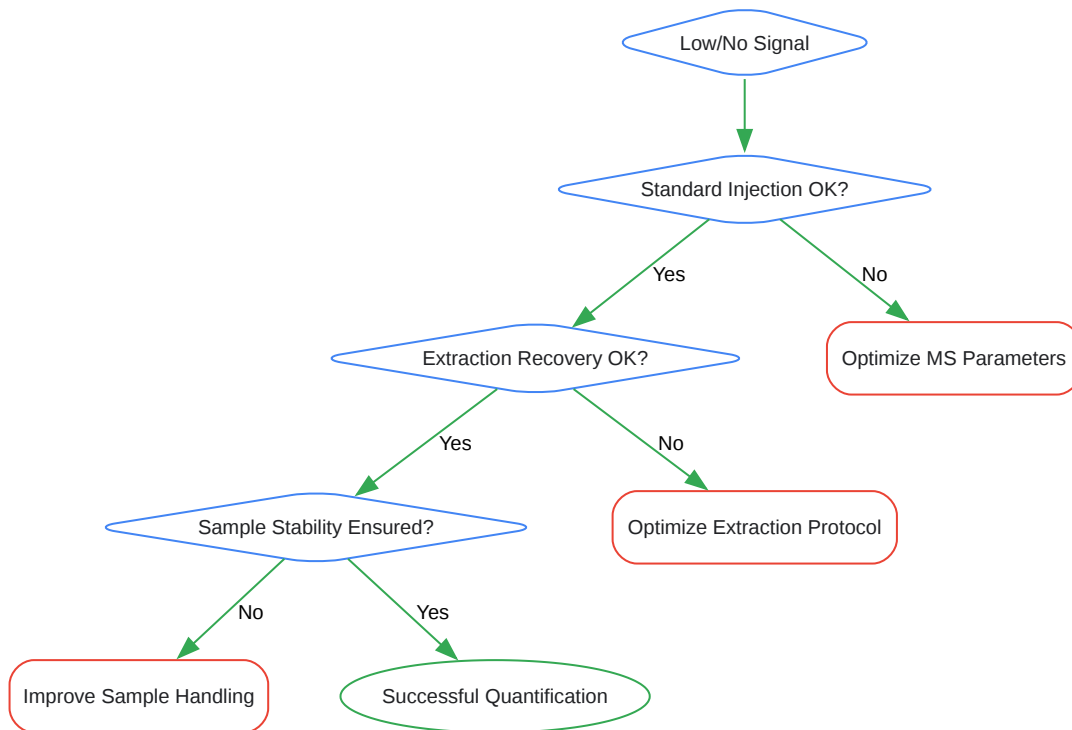 Low/No Signal
Standard Injection OK?
Yes
No
Extraction Recovery OK?
Optimize MS Parameters
Yes
No
Sample Stability Ensured?
Optimize Extraction Protocol
No
Yes
Improve Sample Handling
Successful Quantification